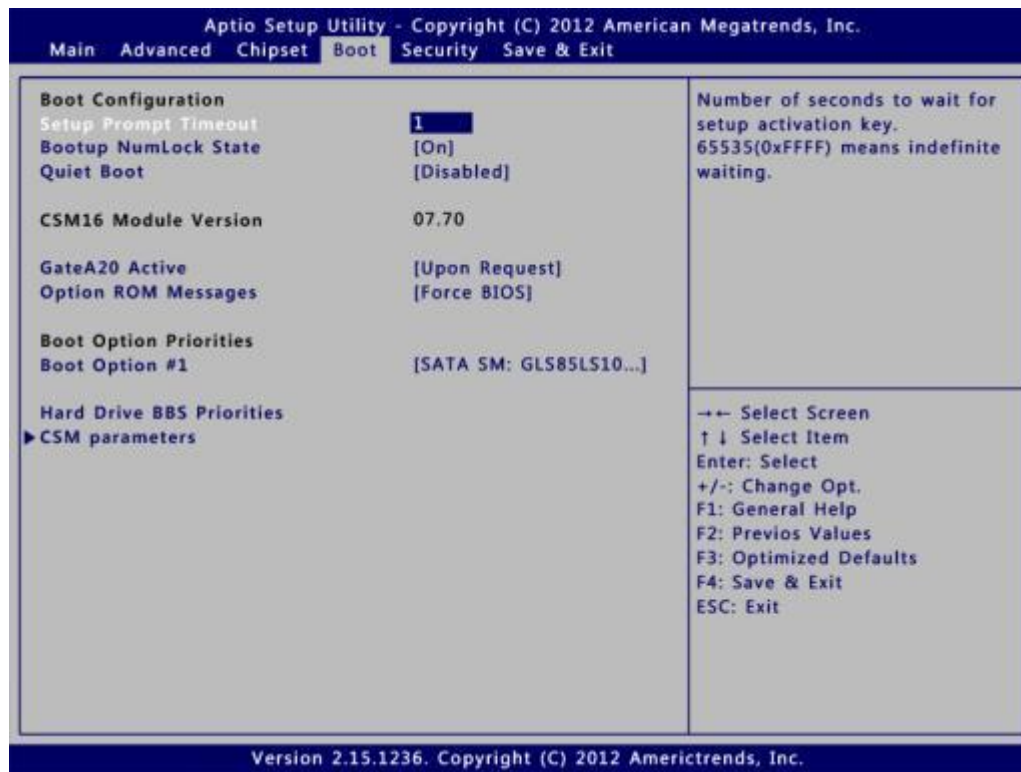 Aptio Setup Utility - Copyright (C) 2012 American Megatrends, Inc.
Main Advanced Chipset Boot Security Save & Exit
Boot Configuration
Setup Prompt Timeout 1
Bootup NumLock State [On]
Quiet Boot [Disabled]
CSM16 Module Version 07.70
GateA20 Active [Upon Request]
Option ROM Messages [Force BIOS]
Boot Option Priorities
Boot Option #1 [SATA SM: GLS85LS10...]
Hard Drive BBS Priorities
CSM parameters
Number of seconds to wait for
setup activation key.
65535(0xFFFF) means indefinite
waiting.
→← Select Screen
↑↓ Select Item
Enter: Select
+/-: Change Opt.
F1: General Help
F2: Previos Values
F3: Optimized Defaults
F4: Save & Exit
ESC: Exit
Version 2.15.1236. Copyright (C) 2012 Americtrends, Inc.